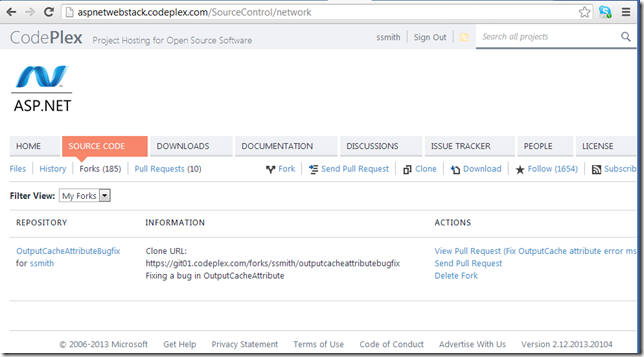 aspnetwebstack.codeplex.com/SourceControl/network
CodePlex Project Hosting for Open Source Software
ssmith Sign Out Search all projects
ASP.NET
HOME SOURCE CODE DOWNLOADS DOCUMENTATION DISCUSSIONS ISSUE TRACKER PEOPLE LICENSE
Files History Forks (185) Pull Requests (10) Fork Send Pull Request Clone Download Follow (1654) Subscrib
Filter View: My Forks
REPOSITORY INFORMATION ACTIONS
OutputCacheAttributeBugfix
for ssmith
Clone URL:
https://git01.codeplex.com/forks/ssmith/outputcacheattributebugfix
Fixing a bug in OutputCacheAttribute
View Pull Request (Fix OutputCache attribute error ms
Send Pull Request
Delete Fork
© 2006-2013 Microsoft Get Help Privacy Statement Terms of Use Code of Conduct Advertise With Us Version 2.12.2013.20104